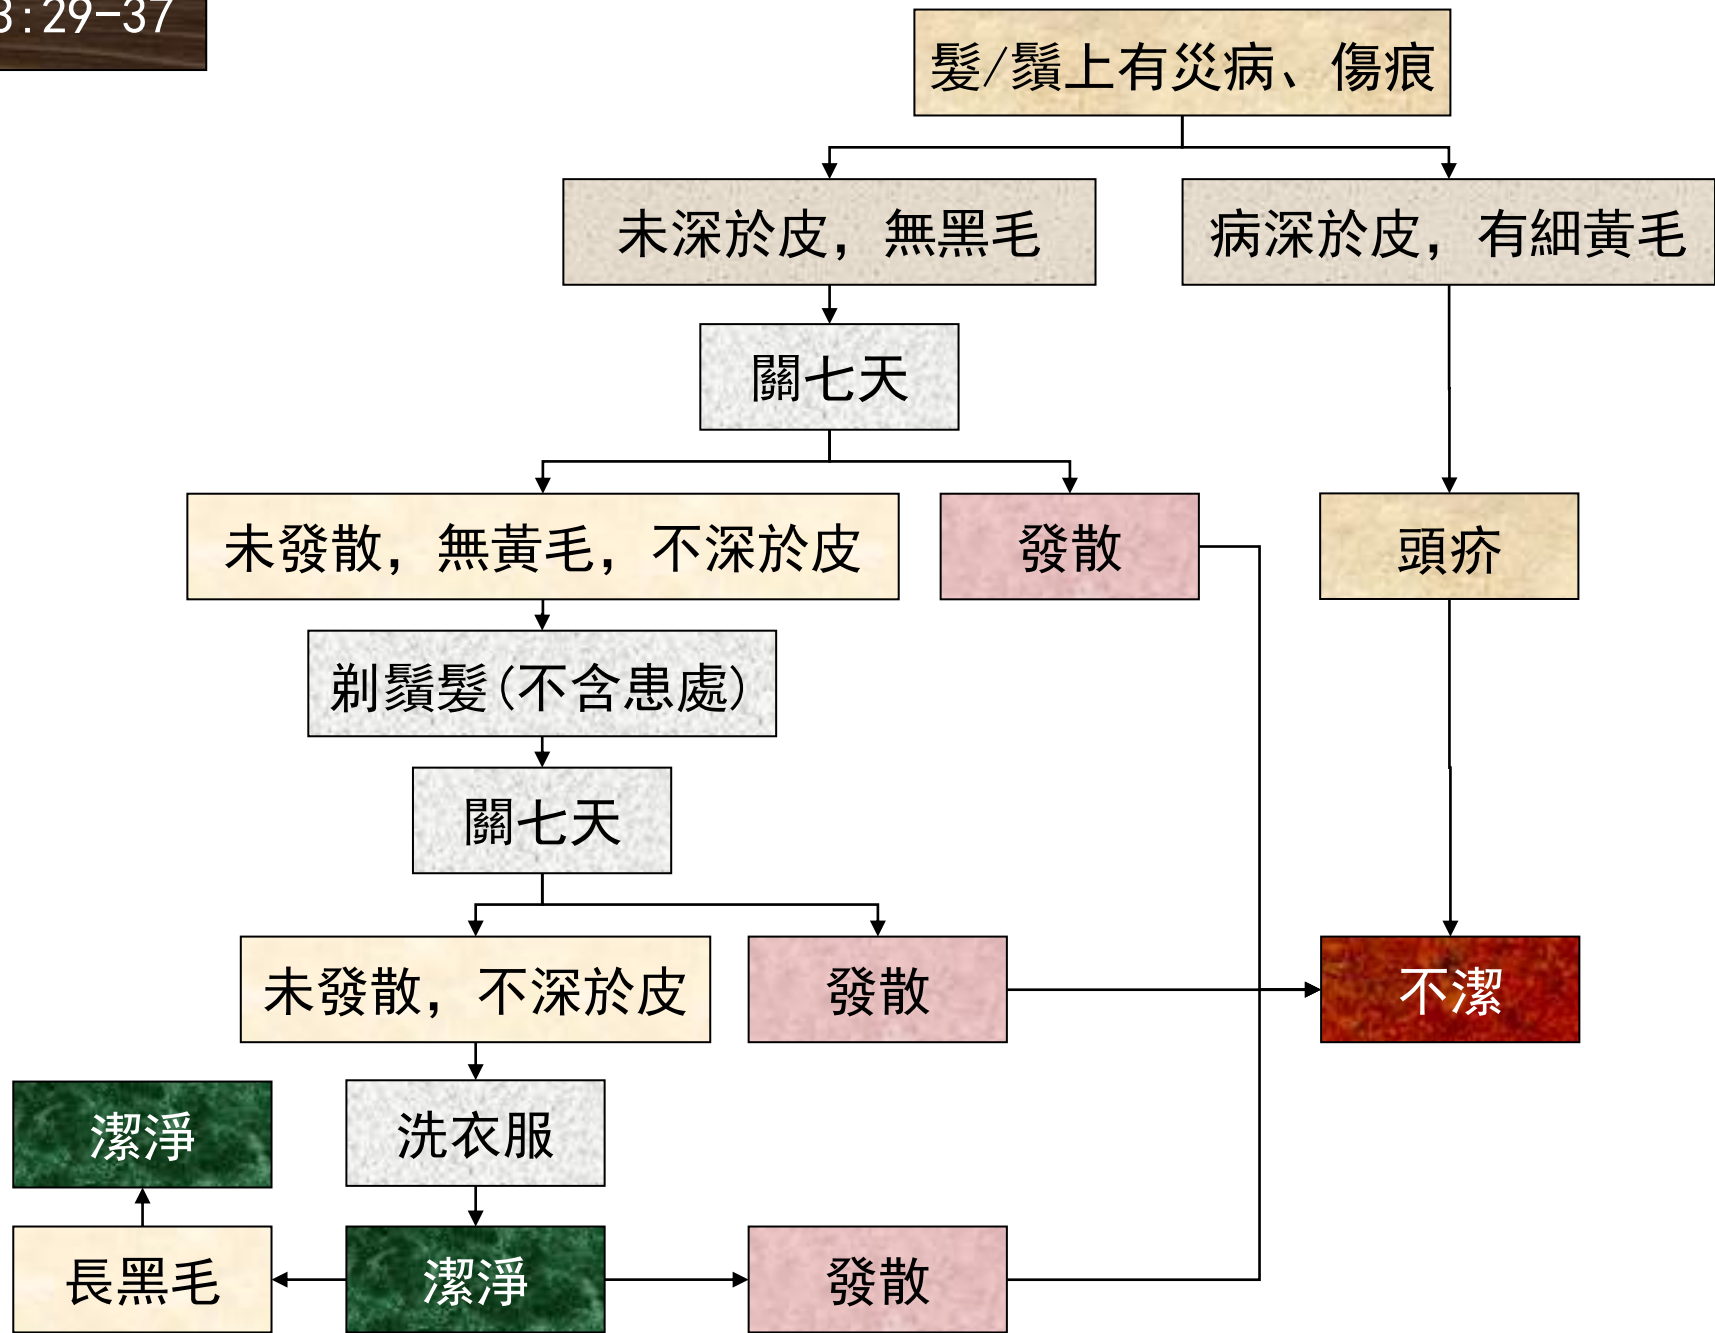 3:29-37
髮/鬚上有災病、傷痕
未深於皮，無黑毛
病深於皮，有細黃毛
關七天
未發散，無黃毛，不深於皮
發散
頭疥
剃鬚髮(不含患處)
關七天
未發散，不深於皮
發散
不潔
潔淨
洗衣服
長黑毛
潔淨
發散